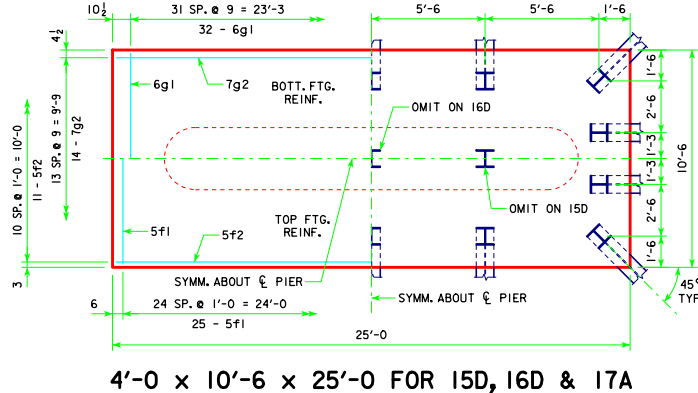 10½
31 SP. @ 9 = 23'-3
32 - 6g1
5'-6
5'-6
1'-6
4½
13 SP. @ 9 = 9'-9
14 - 7g2
10 SP. @ 1'-0 = 10'-0
11 - 5f2
3
6g1
7g2
BOTT. FTG.
REINF.
OMIT ON 16D
OMIT ON 15D
TOP FTG.
REINF.
5f1
5f2
1'-6
2'-6
1'-3
1'-3
2'-6
1'-6
10'-6
45°
TYP
SYMM. ABOUT ℄ PIER
SYMM. ABOUT ℄ PIER
6
24 SP. @ 1'-0 = 24'-0
25 - 5f1
25'-0
4'-0 x 10'-6 x 25'-0 FOR 15D, 16D & 17A